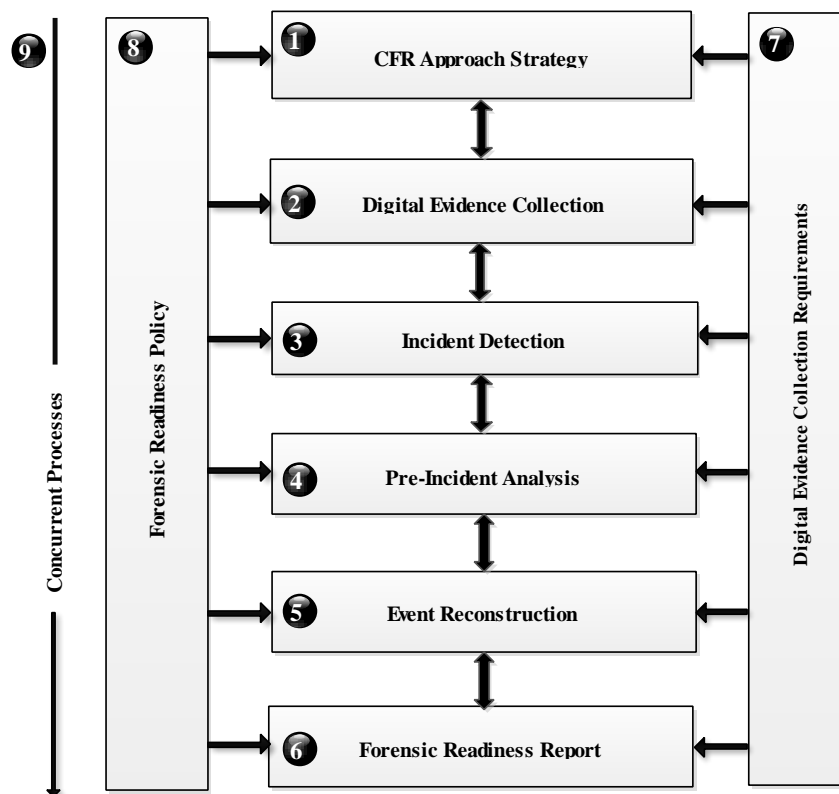 9
8
1
CFR Approach Strategy
7
2
Digital Evidence Collection
3
Incident Detection
4
Pre-Incident Analysis
5
Event Reconstruction
6
Forensic Readiness Report
Concurrent Processes
Forensic Readiness Policy
Digital Evidence Collection Requirements